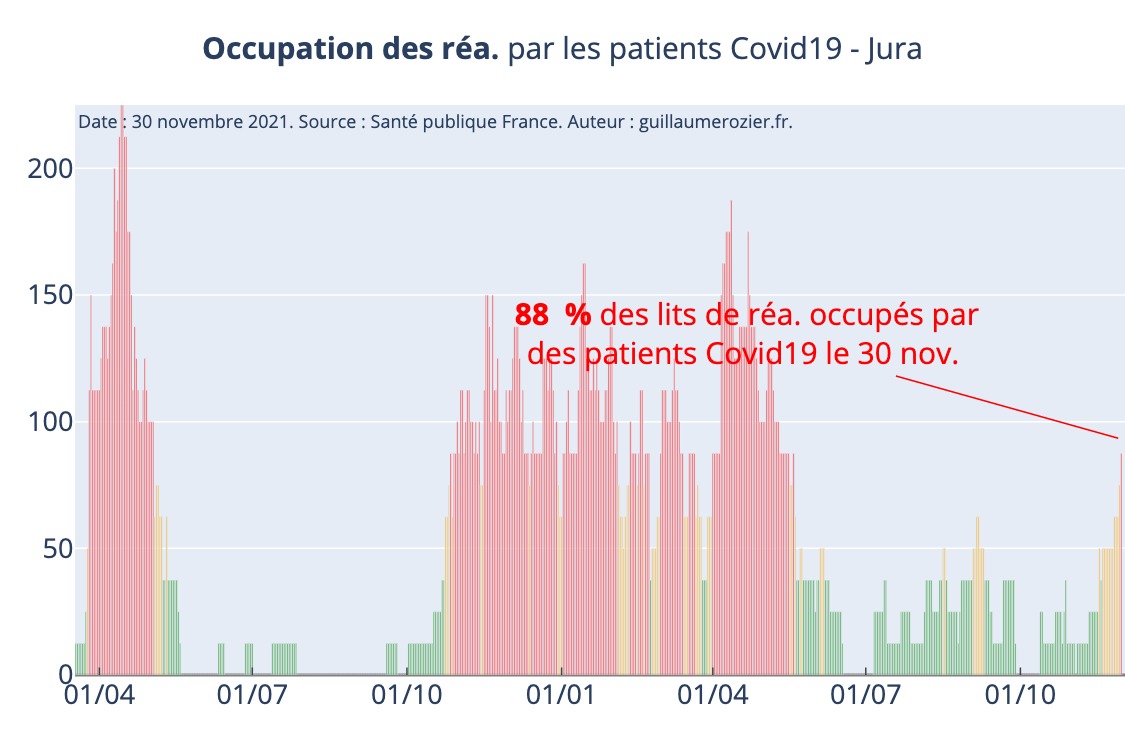 Occupation des réa. par les patients Covid19 - Jura
Date : 30 novembre 2021. Source : Santé publique France. Auteur : guillaumerozier.fr.
200
150
88 % des lits de réa. occupés par
des patients Covid19 le 30 nov.
100
50
0
01/04 01/07 01/10 01/01 01/04 01/07 01/10